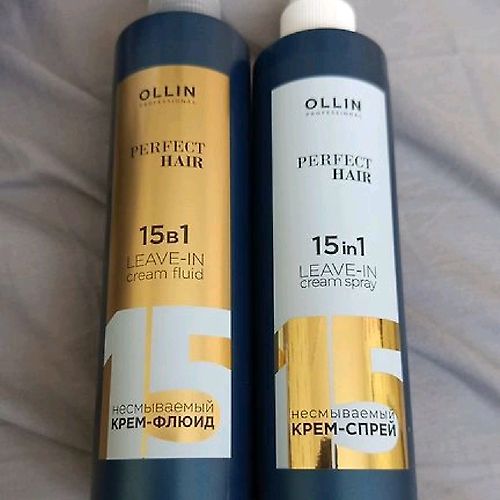 OLLIN
PROFESSIONAL
PERFECT
HAIR
15в1
LEAVE-IN
cream fluid
15
несмываемый
КРЕМ-ФЛЮИД
OLLIN
PROFESSIONAL
PERFECT
HAIR
15in1
LEAVE-IN
cream spray
15
несмываемый
КРЕМ-СПРЕЙ